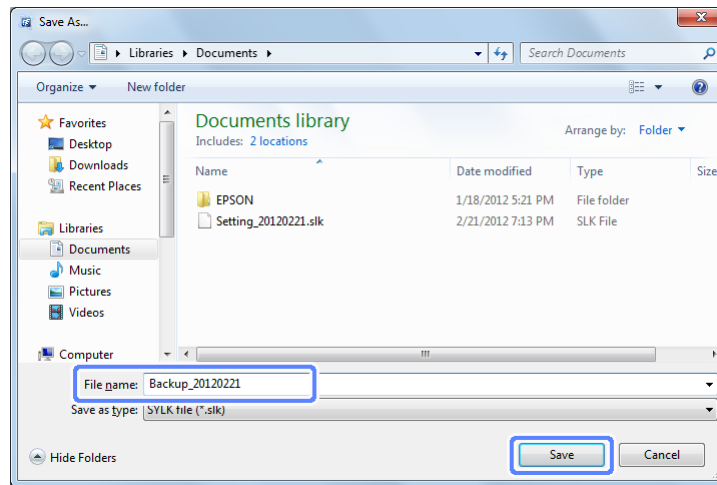 Save As...
Libraries Documents Search Documents
Organize New folder
Favorites
Desktop
Downloads
Recent Places
Libraries
Documents
Music
Pictures
Videos
Computer
Documents library
Includes: 2 locations
Arrange by: Folder
Name Date modified Type Size
EPSON 1/18/2012 5:21 PM File folder
Setting_20120221.slk 2/21/2012 7:13 PM SLK File
File name: Backup_20120221
Save as type: SYLK file (*.slk)
Hide Folders Save Cancel